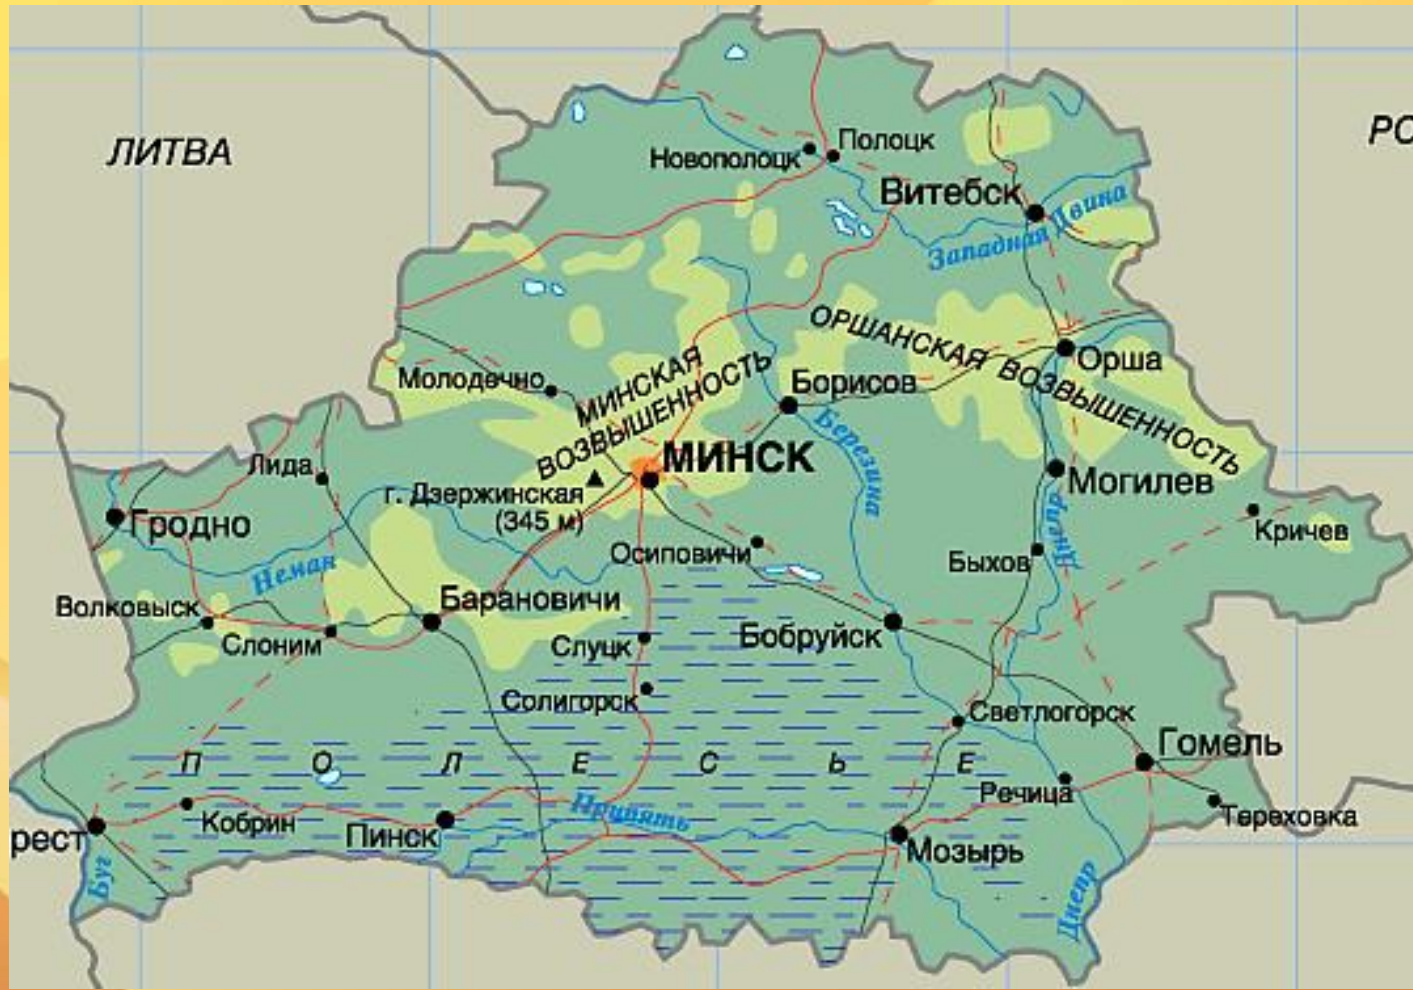 ЛИТВА
РО
Полоцк
Новополоцк
Витебск
Западная Двина
ОРШАНСКАЯ ВОЗВЫШЕННОСТЬ
Орша
МИНСКАЯ
ВОЗВЫШЕННОСТЬ
Молодечно
Борисов
Березина
МИНСК
Лида
г. Дзержинская
(345 м)
Могилев
Днепр
Гродно
Кричев
Осиповичи
Быхов
Неман
Волковыск
Барановичи
Слоним
Слуцк
Бобруйск
Солигорск
Светлогорск
Гомель
ПОЛЕСЬЕ
Речица
Тереховка
Кобрин
Припять
Пинск
рест
Мозырь
Буг
Днепр